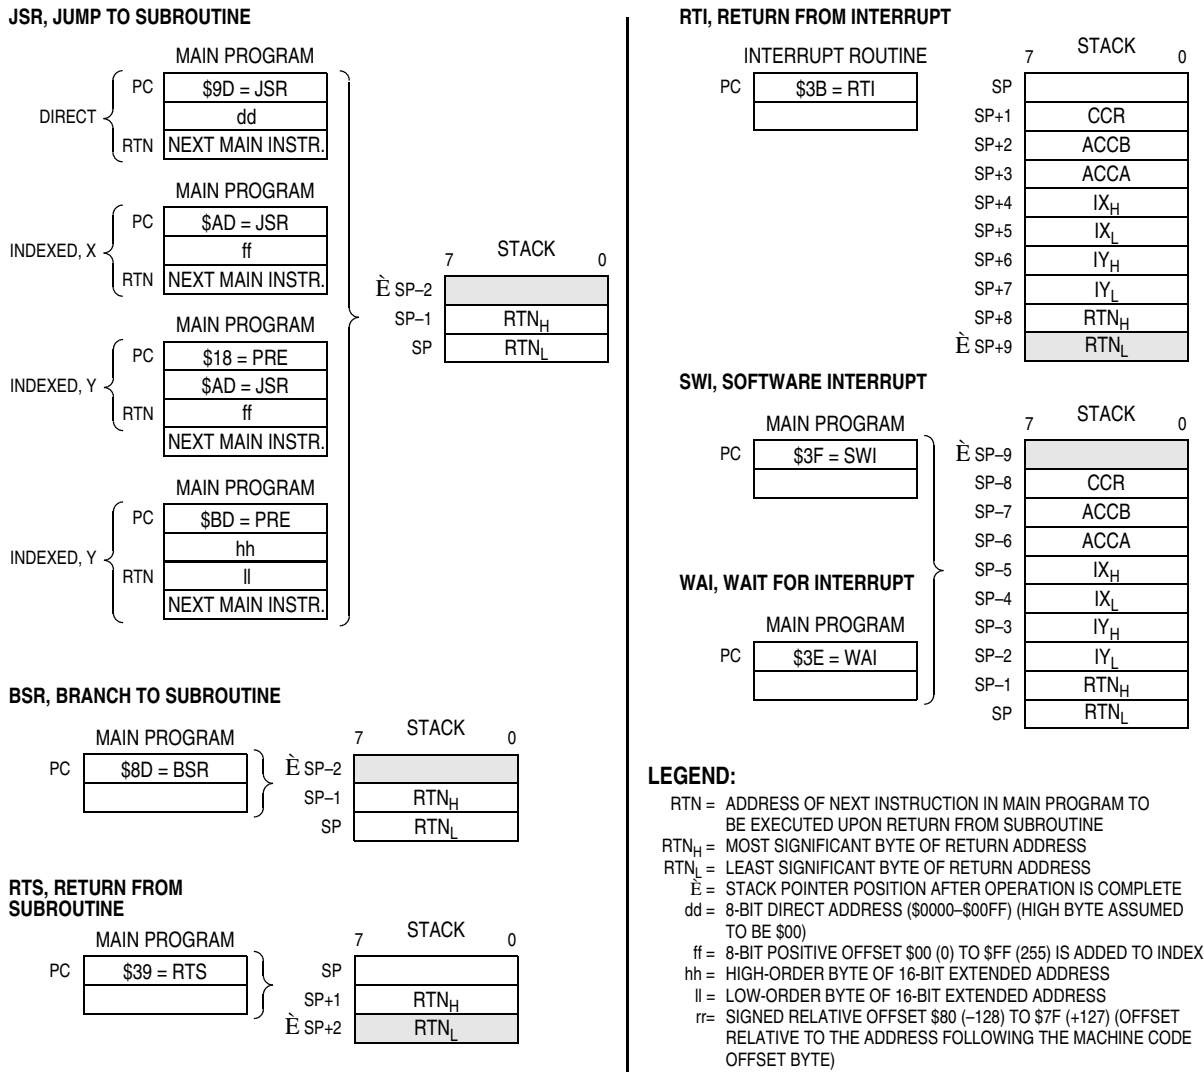 JSR, JUMP TO SUBROUTINE
MAIN PROGRAM
DIRECT
PC $9D = JSR
dd
RTN NEXT MAIN INSTR.
MAIN PROGRAM
INDEXED, X
PC $AD = JSR
ff
RTN NEXT MAIN INSTR.
MAIN PROGRAM
INDEXED, Y
PC $18 = PRE
$AD = JSR
RTN ff
NEXT MAIN INSTR.
MAIN PROGRAM
INDEXED, Y
PC $BD = PRE
hh
RTN ll
NEXT MAIN INSTR.
7 STACK 0
È SP–2
SP–1 RTNH
SP RTNL
BSR, BRANCH TO SUBROUTINE
MAIN PROGRAM
PC $8D = BSR
7 STACK 0
È SP–2
SP–1 RTNH
SP RTNL
RTS, RETURN FROM
SUBROUTINE
MAIN PROGRAM
PC $39 = RTS
7 STACK 0
SP
SP+1 RTNH
È SP+2 RTNL
RTI, RETURN FROM INTERRUPT
INTERRUPT ROUTINE
PC $3B = RTI
7 STACK 0
SP
SP+1 CCR
SP+2 ACCB
SP+3 ACCA
SP+4 IXH
SP+5 IXL
SP+6 IYH
SP+7 IYL
SP+8 RTNH
È SP+9 RTNL
SWI, SOFTWARE INTERRUPT
MAIN PROGRAM
PC $3F = SWI
WAI, WAIT FOR INTERRUPT
MAIN PROGRAM
PC $3E = WAI
7 STACK 0
È SP–9
SP–8 CCR
SP–7 ACCB
SP–6 ACCA
SP–5 IXH
SP–4 IXL
SP–3 IYH
SP–2 IYL
SP–1 RTNH
SP RTNL
LEGEND:
RTN = ADDRESS OF NEXT INSTRUCTION IN MAIN PROGRAM TO
BE EXECUTED UPON RETURN FROM SUBROUTINE
RTNH = MOST SIGNIFICANT BYTE OF RETURN ADDRESS
RTNL = LEAST SIGNIFICANT BYTE OF RETURN ADDRESS
È = STACK POINTER POSITION AFTER OPERATION IS COMPLETE
dd = 8-BIT DIRECT ADDRESS ($0000–$00FF) (HIGH BYTE ASSUMED
TO BE $00)
ff = 8-BIT POSITIVE OFFSET $00 (0) TO $FF (255) IS ADDED TO INDEX
hh = HIGH-ORDER BYTE OF 16-BIT EXTENDED ADDRESS
ll = LOW-ORDER BYTE OF 16-BIT EXTENDED ADDRESS
rr= SIGNED RELATIVE OFFSET $80 (–128) TO $7F (+127) (OFFSET
RELATIVE TO THE ADDRESS FOLLOWING THE MACHINE CODE
OFFSET BYTE)